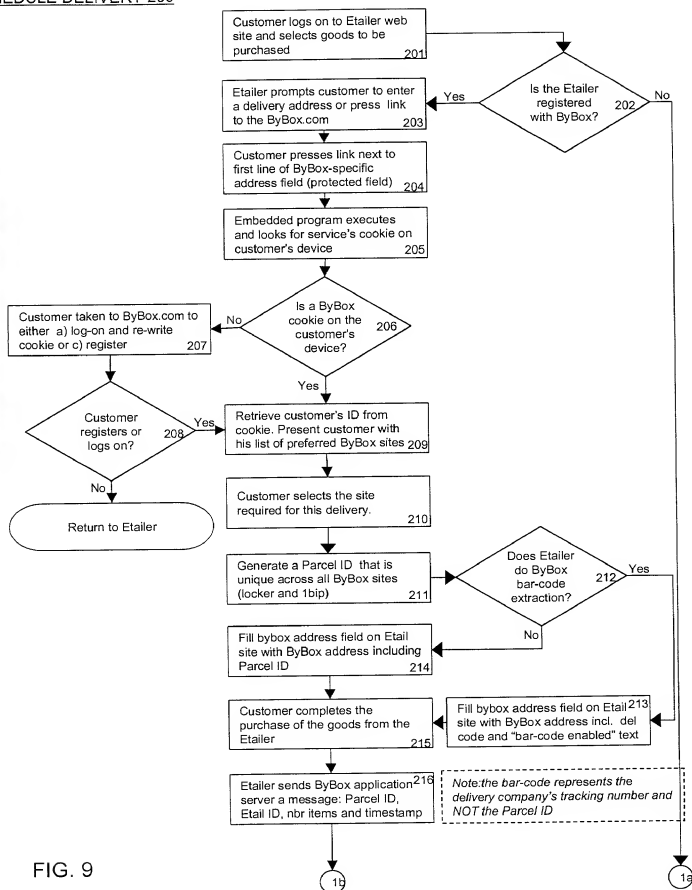 Customer logs on to Etailer web
site and selects goods to be
purchased
201
Is the Etailer
registered
with ByBox?
202
Yes
No
Etailer prompts customer to enter
a delivery address or press link
to the ByBox.com
203
Customer presses link next to
first line of ByBox-specific
address field (protected field)
204
Embedded program executes
and looks for service's cookie on
customer's device
205
Is a ByBox
cookie on the
customer's
device?
206
No
Yes
Customer taken to ByBox.com to
either a) log-on and re-write
cookie or c) register
207
Customer
registers or
logs on?
208
Yes
No
Return to Etailer
Retrieve customer's ID from
cookie. Present customer with
his list of preferred ByBox sites
209
Customer selects the site
required for this delivery.
210
Generate a Parcel ID that is
unique across all ByBox sites
(locker and 1bip)
211
Does Etailer
do ByBox
bar-code
extraction?
212
Yes
No
Fill bybox address field on Etail
site with ByBox address including
Parcel ID
214
Fill bybox address field on Etail
site with ByBox address incl. del
code and "bar-code enabled" text
213
Customer completes the
purchase of the goods from the
Etailer
215
Etailer sends ByBox application
server a message: Parcel ID,
Etail ID, nbr items and timestamp
216
Note:the bar-code represents the
delivery company's tracking number and
NOT the Parcel ID
FIG. 9
1b
1a